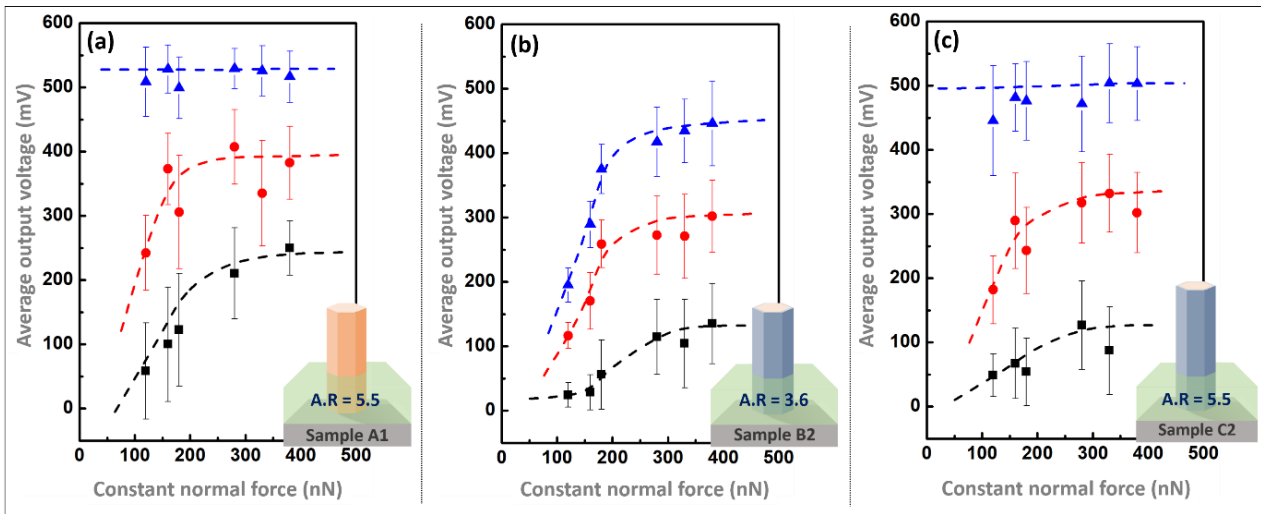 (a)
600
500
400
300
200
100
0
Average output voltage (mV)
A.R = 5.5
Sample A1
0 100 200 300 400 500
Constant normal force (nN)
(b)
600
500
400
300
200
100
0
Average output voltage (mV)
A.R = 3.6
Sample B2
0 100 200 300 400 500
Constant normal force (nN)
(c)
600
500
400
300
200
100
0
Average output voltage (mV)
A.R = 5.5
Sample C2
0 100 200 300 400 500
Constant normal force (nN)